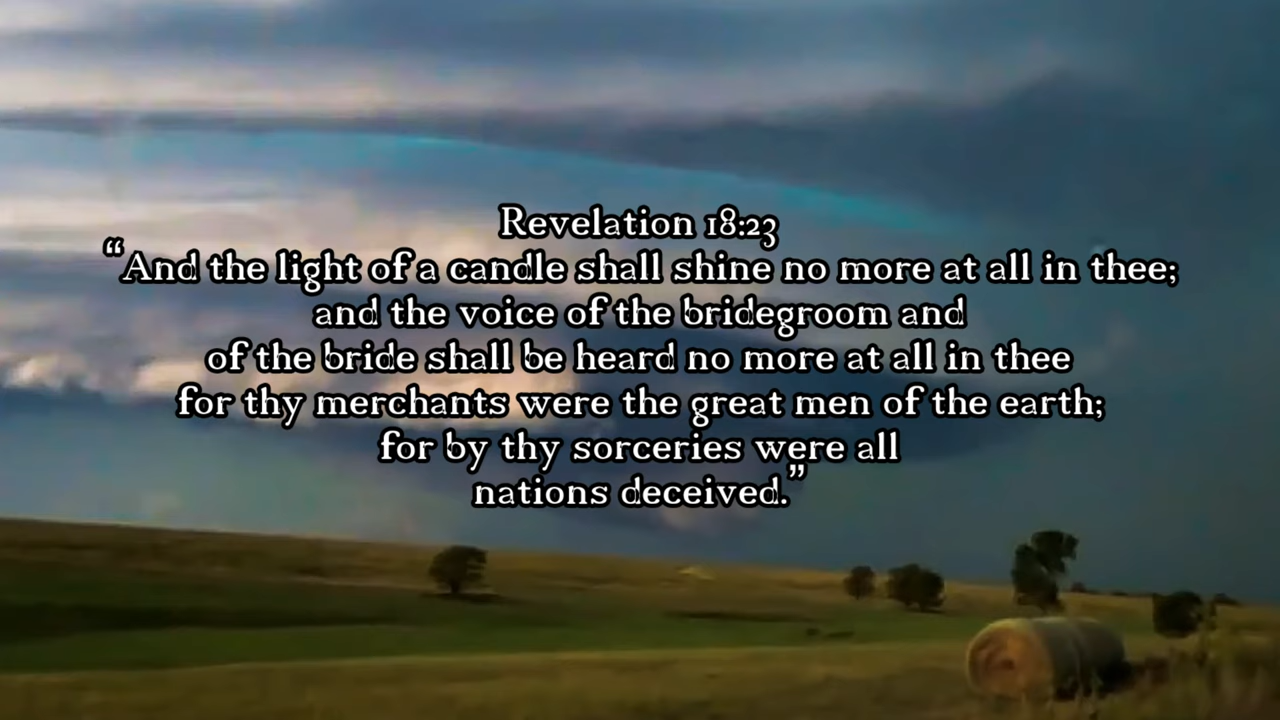 Revelation 18:23
“And the light of a candle shall shine no more at all in thee;
and the voice of the bridegroom and
of the bride shall be heard no more at all in thee
for thy merchants were the great men of the earth;
for by thy sorceries were all
nations deceived.”